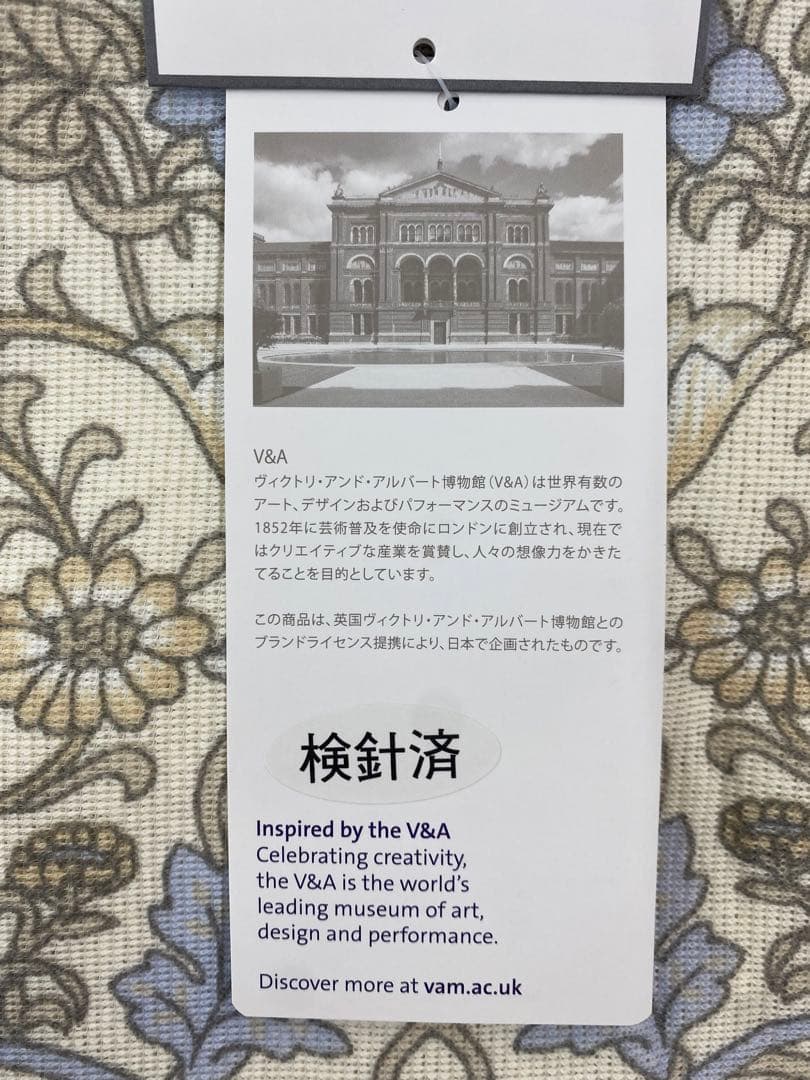 V&A
ヴィクトリ・アンド・アルバート博物館(V&A)は世界有数の
アート、デザインおよびパフォーマンスのミュージアムです。
1852年に芸術普及を使命にロンドンに創立され、現在で
はクリエイティブな産業を賞賛し、人々の想像力をかきた
てることを目的としています。
この商品は、英国ヴィクトリ・アンド・アルバート博物館との
ブランドライセンス提携により、日本で企画されたものです。
検針済
Inspired by the V&A
Celebrating creativity,
the V&A is the world's
leading museum of art,
design and performance.
Discover more at vam.ac.uk